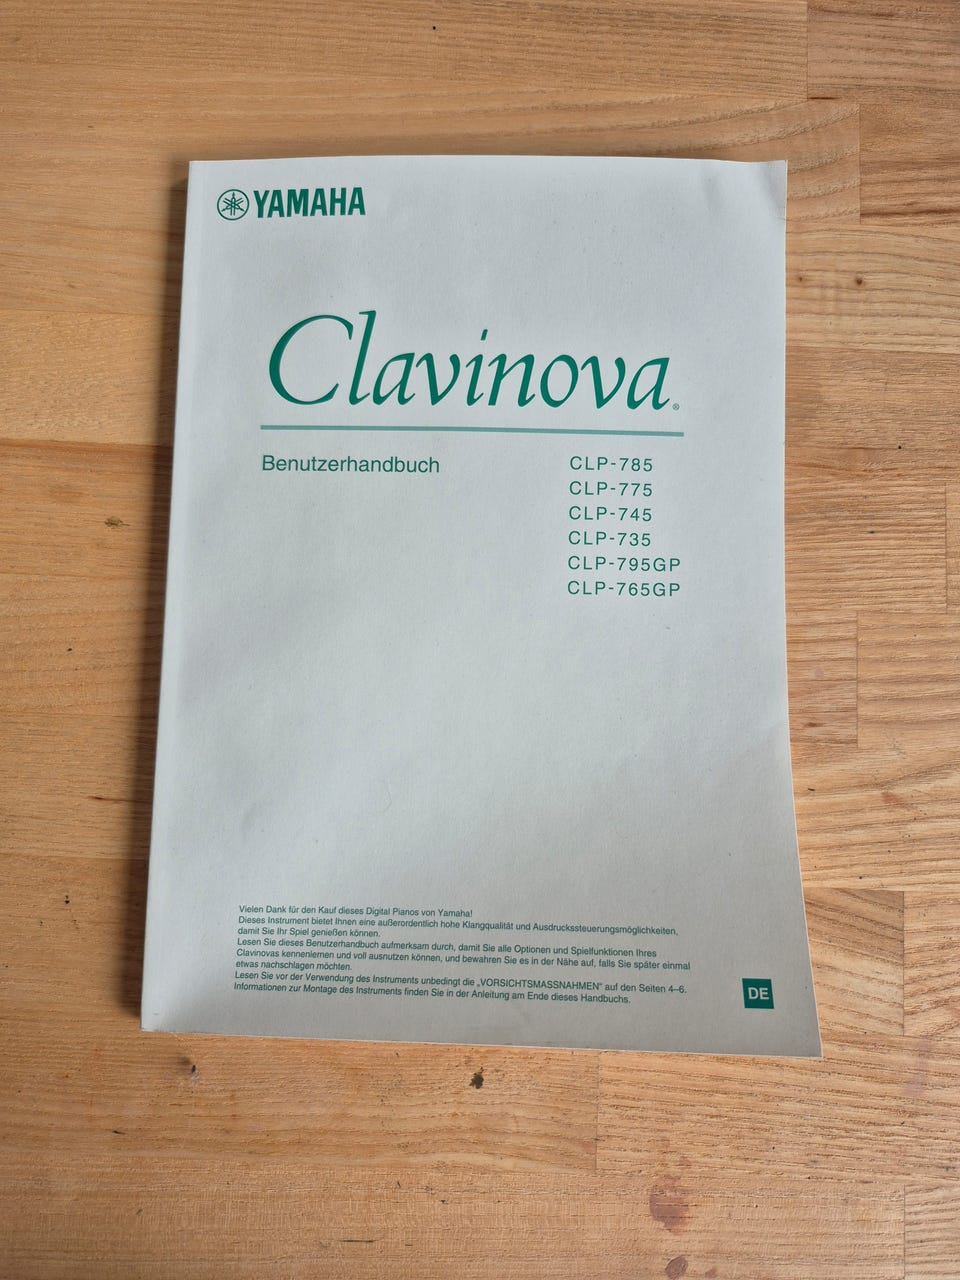 YAMAHA
Clavinova®
Benutzerhandbuch
CLP-785
CLP-775
CLP-745
CLP-735
CLP-795GP
CLP-765GP
Vielen Dank für den Kauf dieses Digital Pianos von Yamaha!
Dieses Instrument bietet Ihnen eine außerordentlich hohe Klangqualität und Ausdruckssteuerungsmöglichkeiten,
damit Sie Ihr Spiel genießen können.
Lesen Sie dieses Benutzerhandbuch aufmerksam durch, damit Sie alle Optionen und Spielfunktionen Ihres
Clavinovas kennenlernen und voll ausnutzen können, und bewahren Sie es in der Nähe auf, falls Sie später einmal
etwas nachschlagen möchten.
Lesen Sie vor der Verwendung des Instruments unbedingt die „VORSICHTSMASSNAHMEN" auf den Seiten 4–6.
Informationen zur Montage des Instruments finden Sie in der Anleitung am Ende dieses Handbuchs.
DE